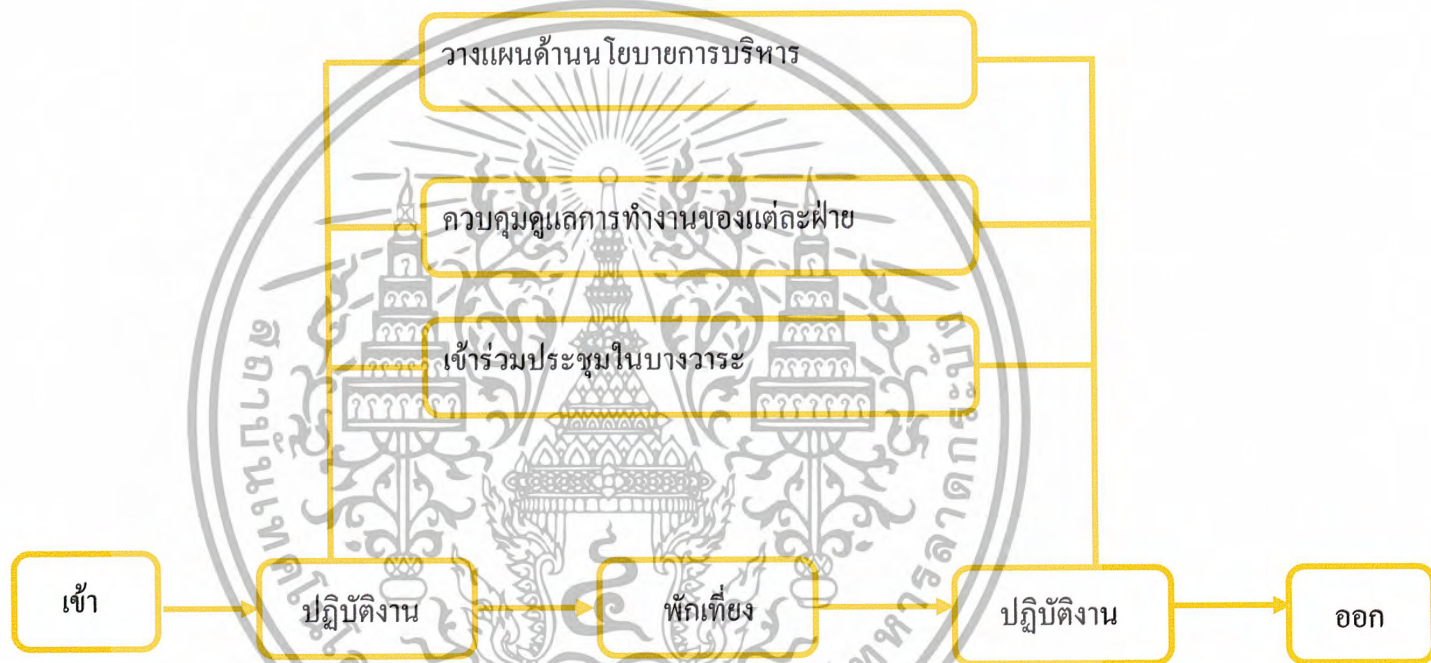 วางแผนด้านนโยบายการบริหาร
ควบคุมดูแลการทำงานของแต่ละฝ่าย
เข้าร่วมประชุมในบางวาระ
เข้า
ปฏิบัติงาน
พักเที่ยง
ปฏิบัติงาน
ออก